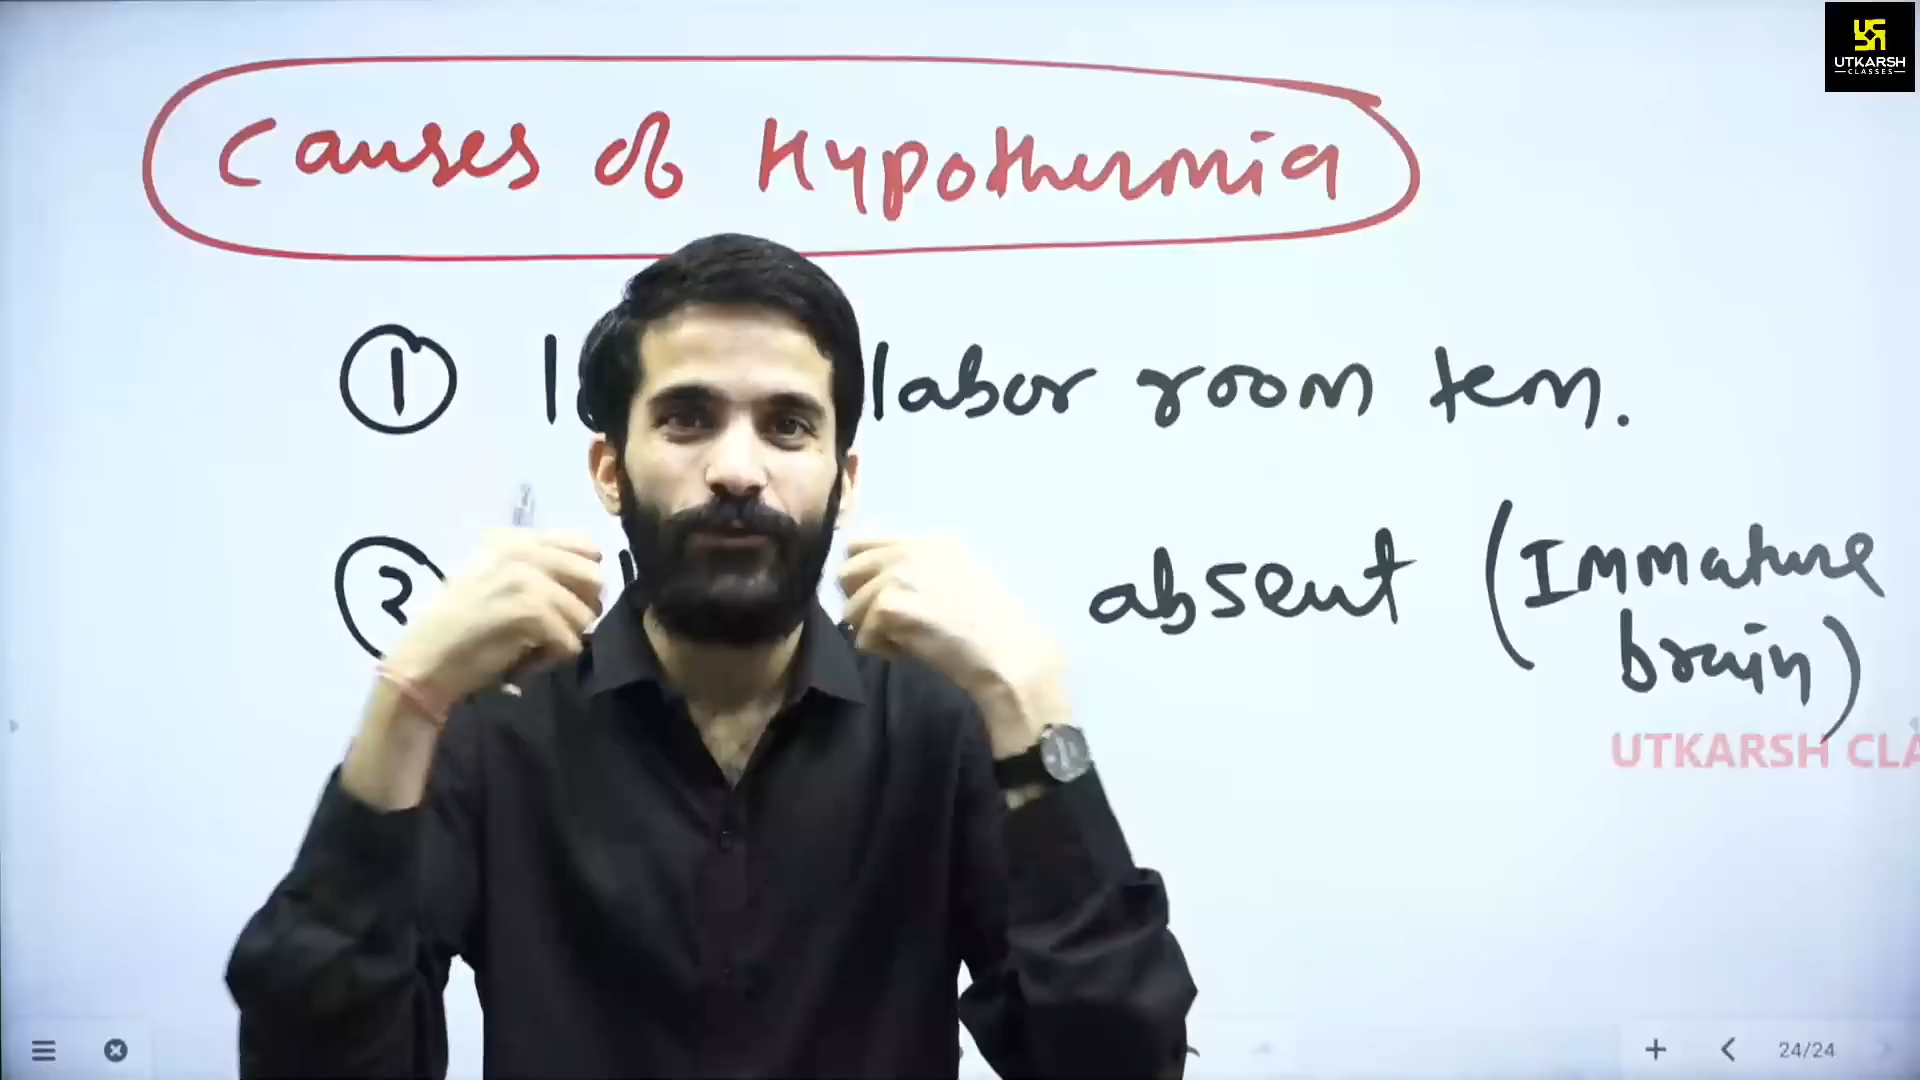 UTKARSH
CLASSES
Causes of Hypothermia
1 labor room tem.
2 absent (Immature
brain)
UTKARSH CLA
24/24